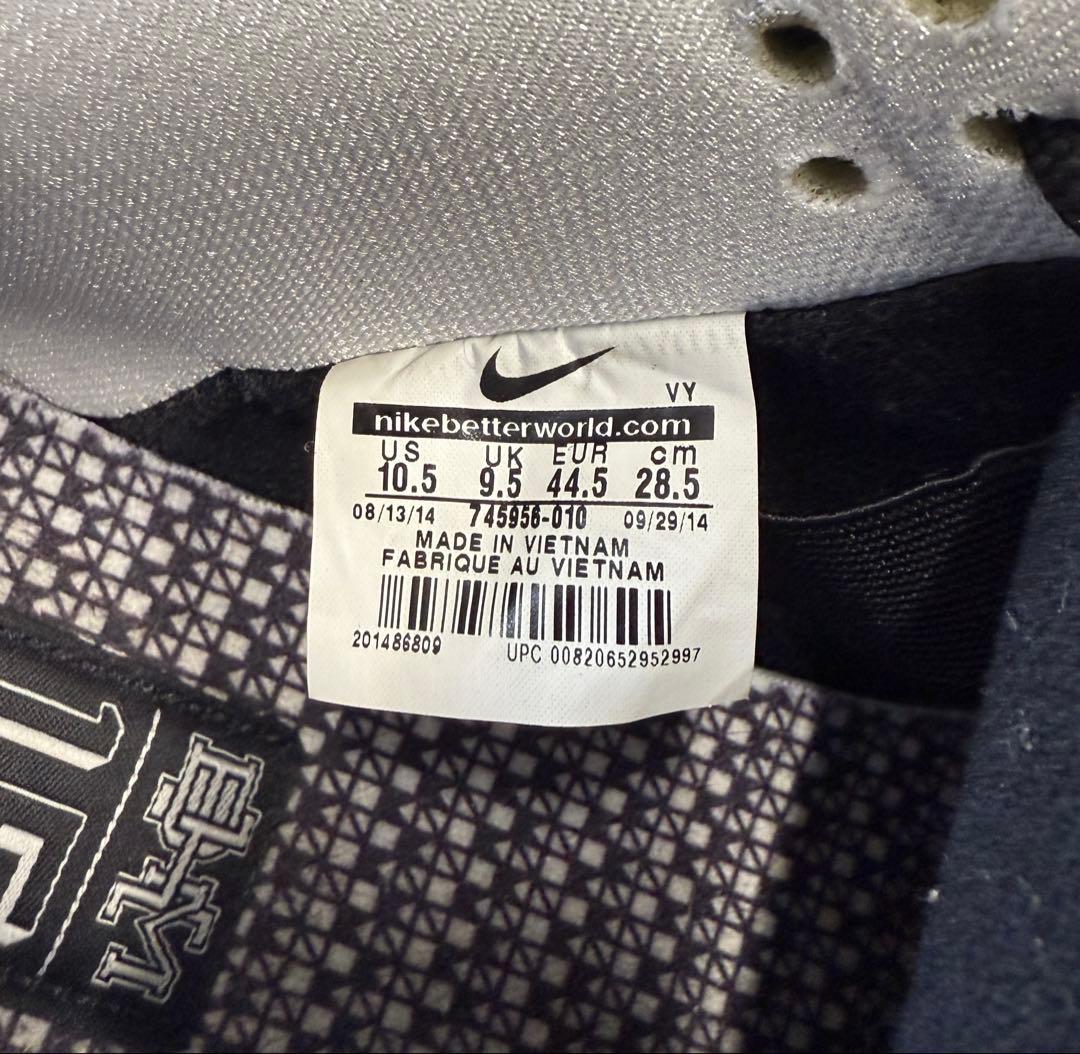 VY
nikebetterworld.com
US UK EUR cm
10.5 9.5 44.5 28.5
08/13/14 745956-010 09/29/14
MADE IN VIETNAM
FABRIQUE AU VIETNAM
201486809
UPC 00820652952997